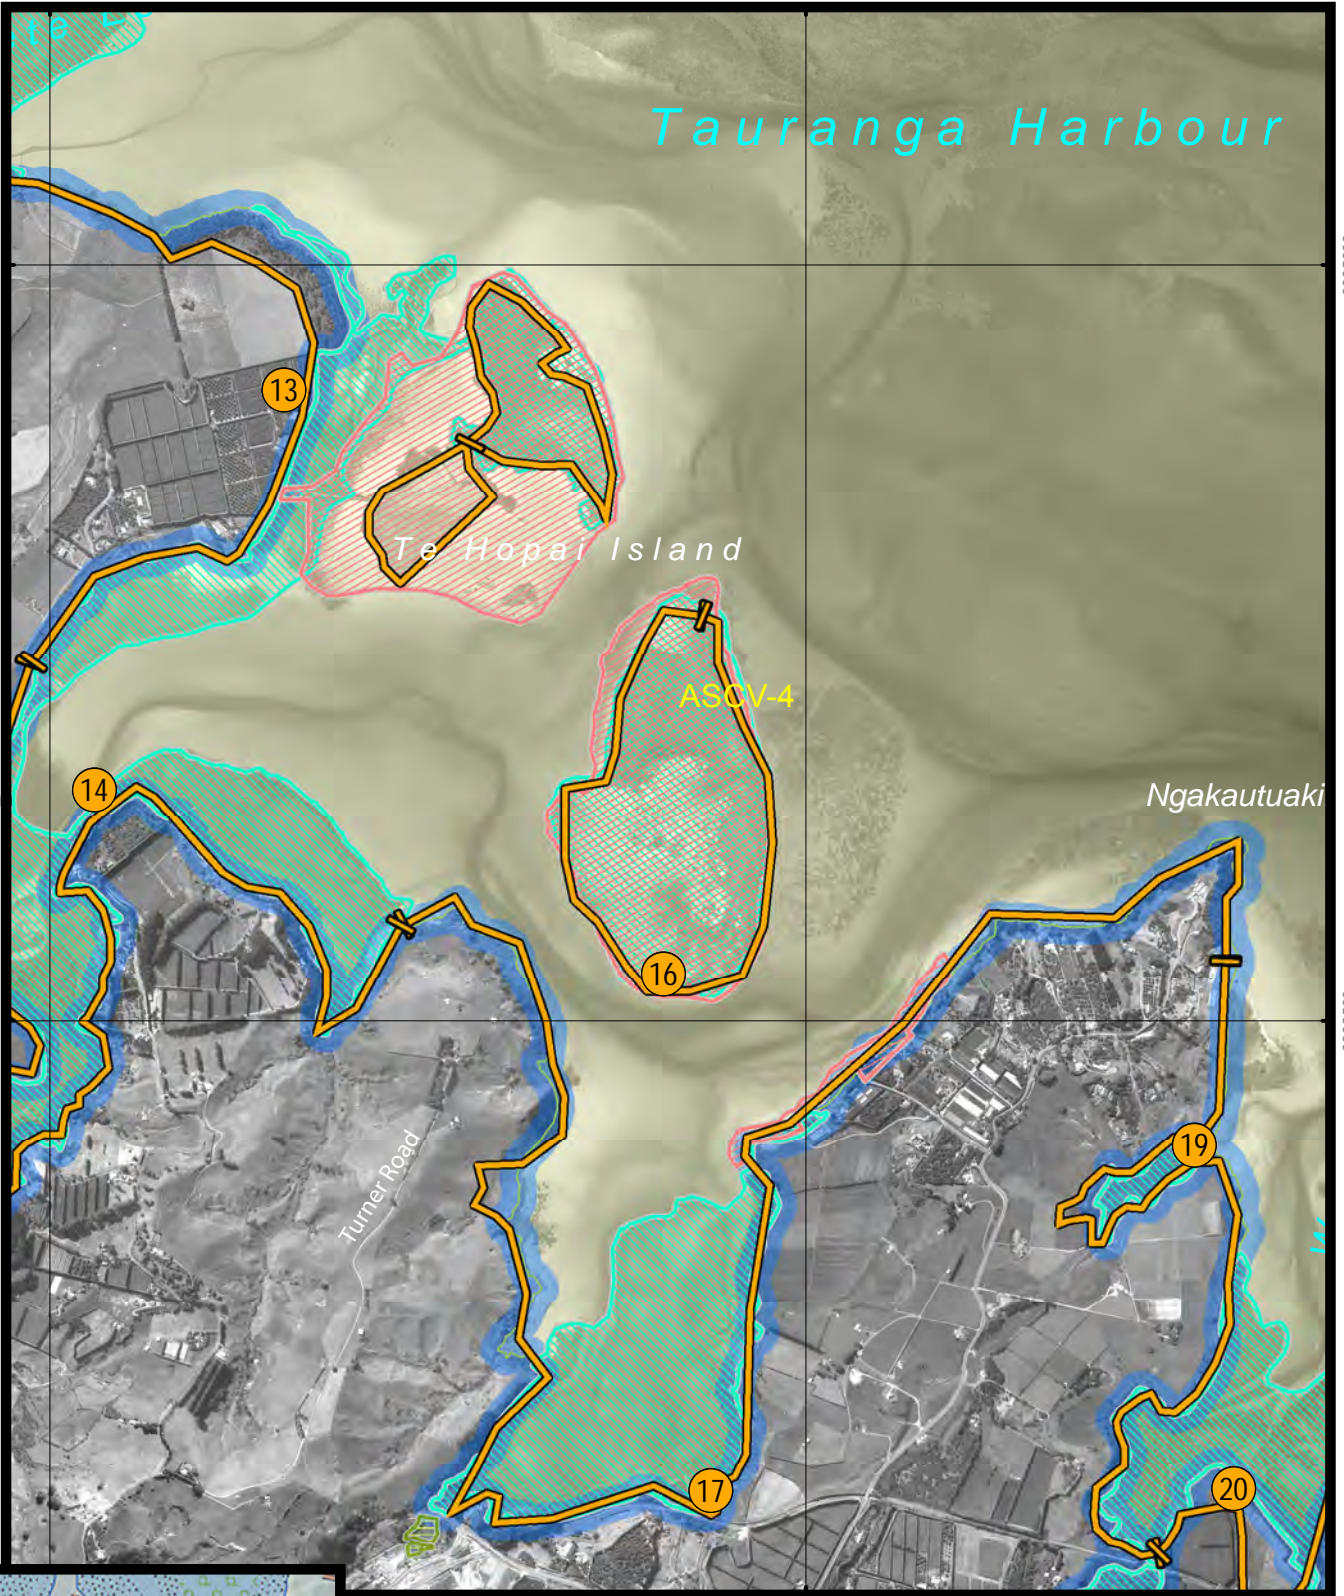 Tauranga Harbour
13
Te Hopai Island
ASCV-4
14
Ngakautuaki
16
Turner Road
19
17
20